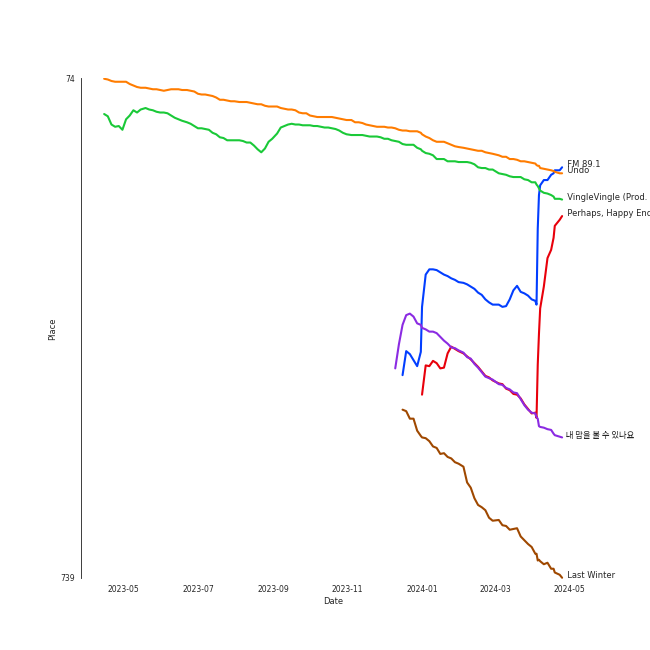 74
FM 89.1
Undo
VingleVingle (Prod.
Perhaps, Happy End
Place
내 맘을 볼 수 있나요
739
Last Winter
2023-05
2023-07
2023-09
2023-11
2024-01
2024-03
2024-05
Date